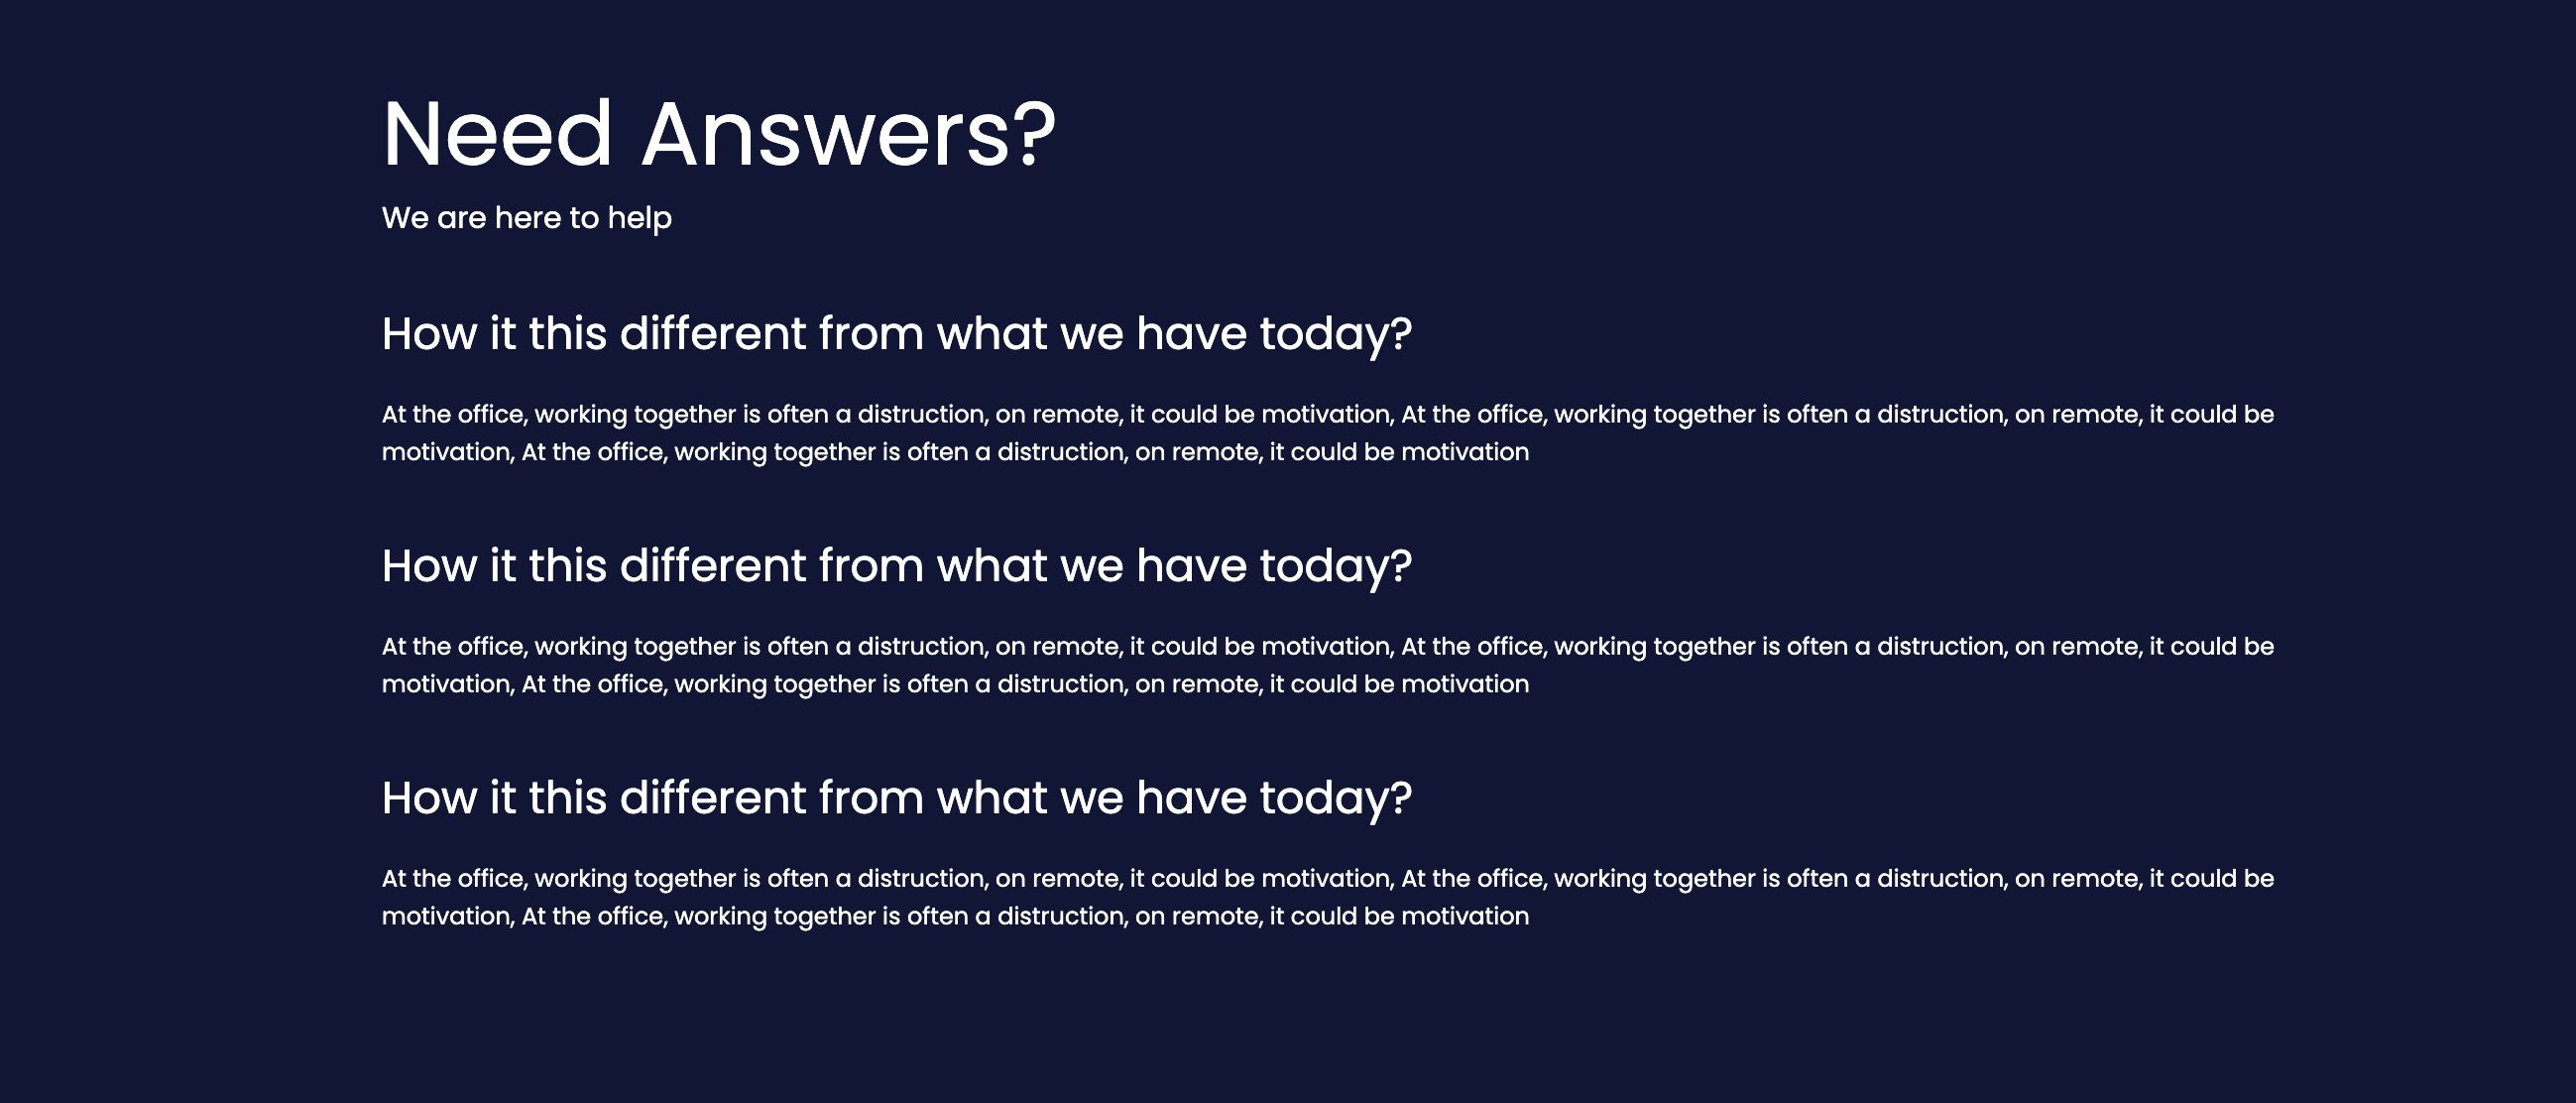 Need Answers?
We are here to help
How it this different from what we have today?
At the office, working together is often a distruction, on remote, it could be motivation, At the office, working together is often a distruction, on remote, it could be
motivation, At the office, working together is often a distruction, on remote, it could be motivation
How it this different from what we have today?
At the office, working together is often a distruction, on remote, it could be motivation, At the office, working together is often a distruction, on remote, it could be
motivation, At the office, working together is often a distruction, on remote, it could be motivation
How it this different from what we have today?
At the office, working together is often a distruction, on remote, it could be motivation, At the office, working together is often a distruction, on remote, it could be
motivation, At the office, working together is often a distruction, on remote, it could be motivation